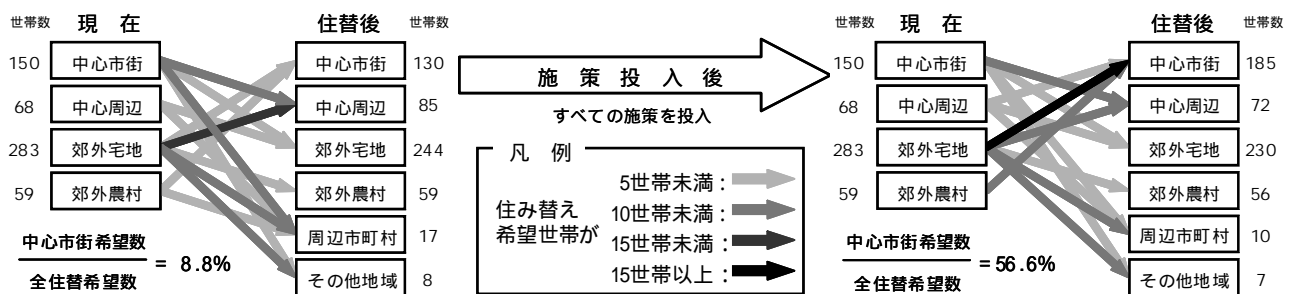 世帯数 現 在 住替後 世帯数
150 中心市街 中心市街 130
68 中心周辺 中心周辺 85
283 郊外宅地 郊外宅地 244
59 郊外農村 郊外農村 59
周辺市町村 17
その他地域 8
中心市街希望数
全住替希望数
= 8.8%
施 策 投 入 後
すべての施策を投入
凡 例
住み替え
希望世帯が
5世帯未満：
10世帯未満：
15世帯未満：
15世帯以上：
世帯数 現 在 住替後 世帯数
150 中心市街 中心市街 185
68 中心周辺 中心周辺 72
283 郊外宅地 郊外宅地 230
59 郊外農村 郊外農村 56
周辺市町村 10
その他地域 7
中心市街希望数
全住替希望数
=56.6%